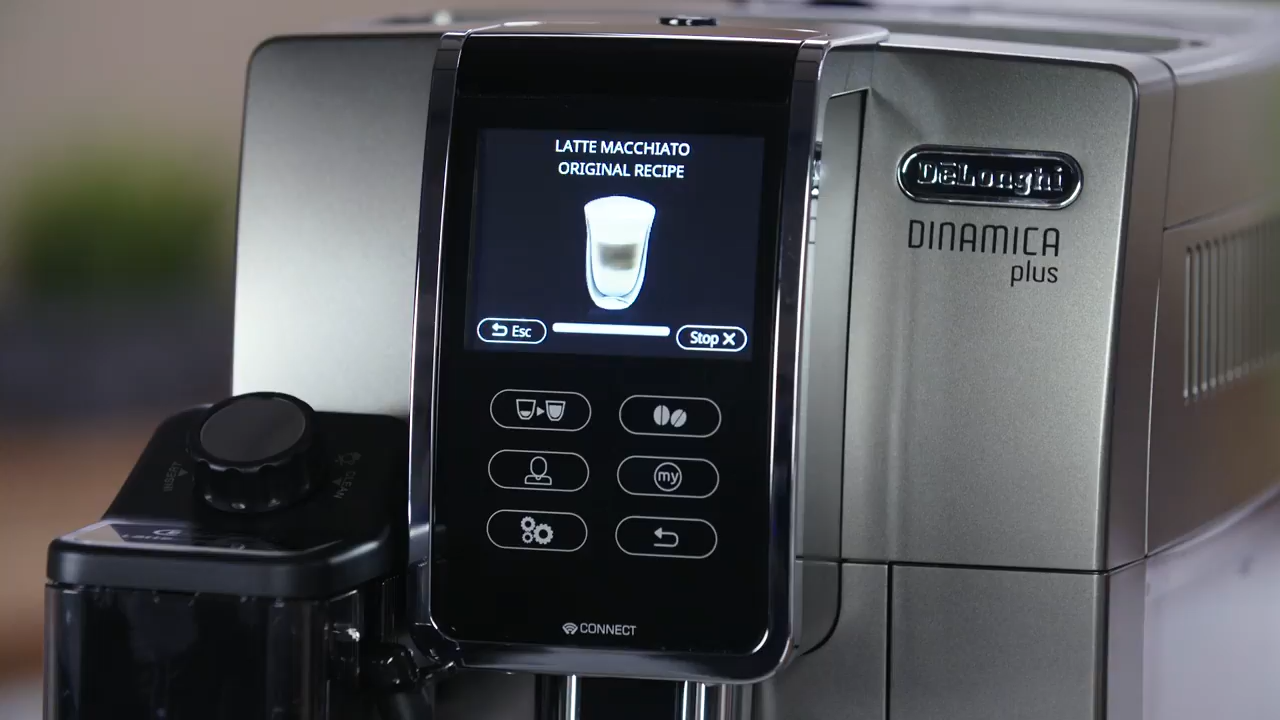 LATTE MACCHIATO
ORIGINAL RECIPE
Esc
Stop X
my
CONNECT
DeLonghi
DINAMICA
plus
CLEAN